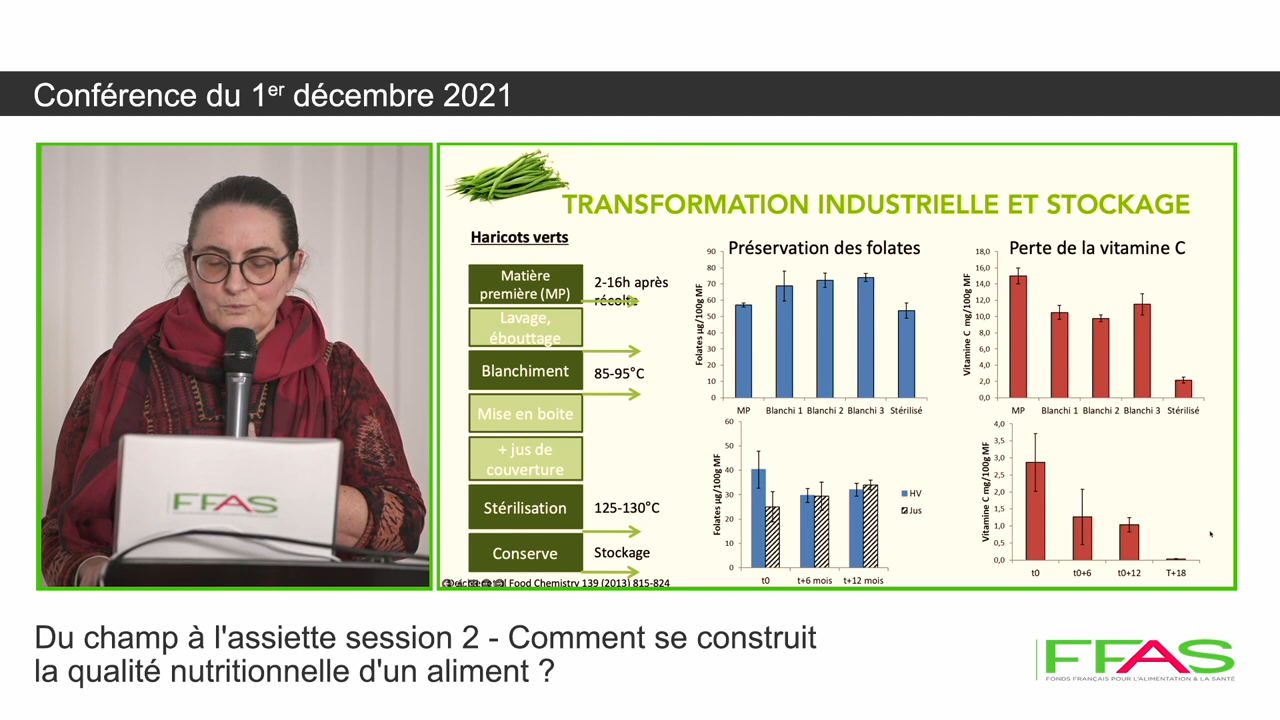 Conférence du 1er décembre 2021
TRANSFORMATION INDUSTRIELLE ET STOCKAGE
Haricots verts
Matière
première (MP)
2-16h après
récolte
Lavage,
ébouttage
Blanchiment
85-95°C
Mise en boite
+ jus de
couverture
Stérilisation
125-130°C
Conserve
Stockage
Food Chemistry 139 (2013) 815-824
Préservation des folates
Folates µg/100g MF
90
80
70
60
50
40
30
20
10
0
MP Blanchi 1 Blanchi 2 Blanchi 3 Stérilisé
Perte de la vitamine C
Vitamine C mg/100g MF
18,0
16,0
14,0
12,0
10,0
8,0
6,0
4,0
2,0
0,0
MP Blanchi 1 Blanchi 2 Blanchi 3 Stérilisé
Folates µg/100g MF
60
50
40
30
20
10
0
t0 t+6 mois t+12 mois
HV
Jus
Vitamine C mg/100g MF
4,0
3,5
3,0
2,5
2,0
1,5
1,0
0,5
0,0
t0 t0+6 t0+12 T+18
FFAS
Du champ à l'assiette session 2 - Comment se construit
la qualité nutritionnelle d'un aliment ?
FFAS
FONDS FRANÇAIS POUR L'ALIMENTATION & LA SANTÉ